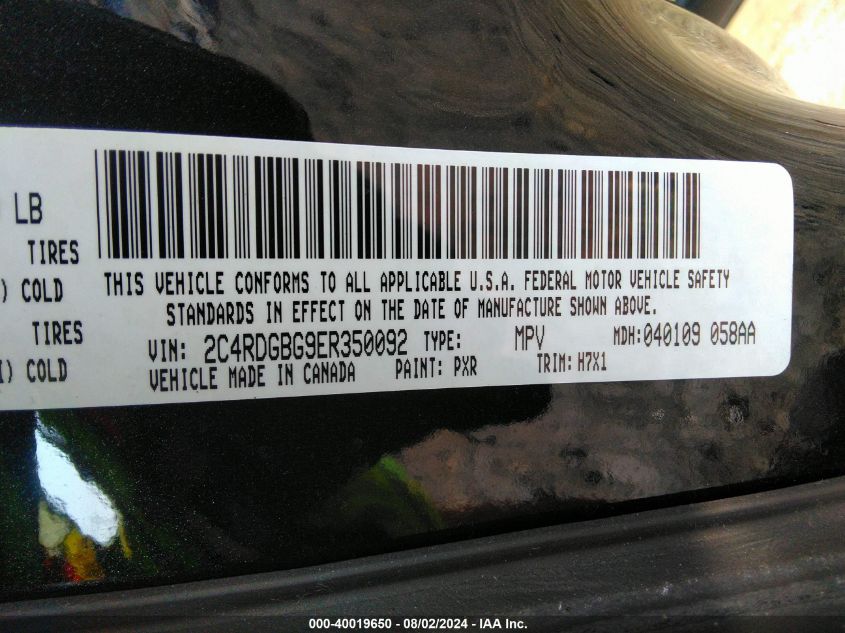 LB
TIRES
) COLD
TIRES
) COLD
THIS VEHICLE CONFORMS TO ALL APPLICABLE U.S.A. FEDERAL MOTOR VEHICLE SAFETY
STANDARDS IN EFFECT ON THE DATE OF MANUFACTURE SHOWN ABOVE.
VIN: 2C4RDGBG9ER350092 TYPE: MPV MDH:040109 058AA
VEHICLE MADE IN CANADA PAINT: PXR TRIM: H7X1
000-40019650 - 08/02/2024 - IAA Inc.